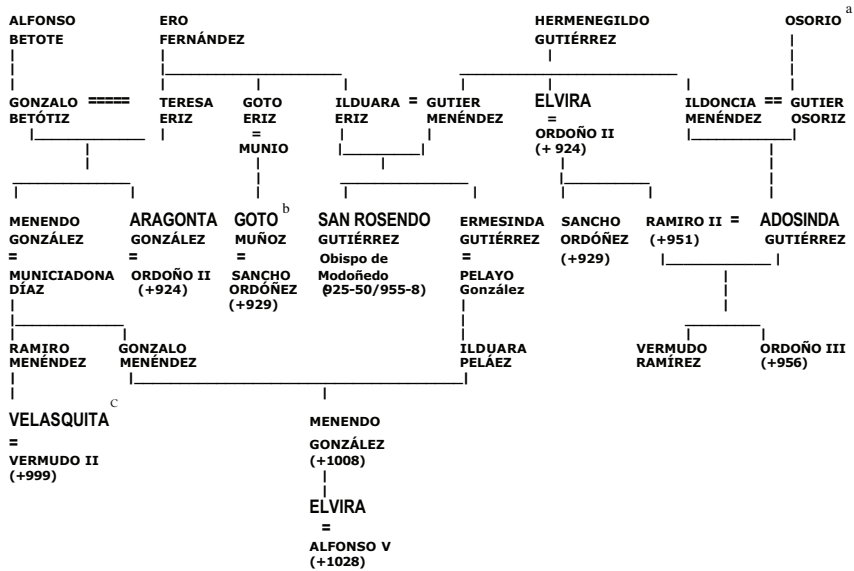 a
ALFONSO ERO HERMENEGILDO OSORIO
BETOTE FERNÁNDEZ GUTIÉRREZ
GONZALO ===== TERESA GOTO ILDUARA = GUTIER ELVIRA ILDONCIA == GUTIER
BETÓTIZ ERIZ ERIZ ERIZ MENÉNDEZ = MENÉNDEZ OSORIZ
= ORDOÑO II
MUNIO (+ 924)
MENENDO ARAGONTA GOTO b SAN ROSENDO ERMESINDA SANCHO RAMIRO II = ADOSINDA
GONZÁLEZ GONZÁLEZ MUÑOZ GUTIÉRREZ GUTIÉRREZ ORDÓÑEZ (+951) GUTIÉRREZ
= = = Obispo de = (+929)
MUNICIADONA ORDOÑO II SANCHO Modoñedo PELAYO
DÍAZ (+924) ORDÓÑEZ (925-50/955-8) González
(+929)
RAMIRO GONZALO ILDUARA VERMUDO ORDOÑO III
MENÉNDEZ MENÉNDEZ PELÁEZ RAMÍREZ (+956)
VELASQUITA c MENENDO
= GONZÁLEZ
VERMUDO II (+1008)
(+999)
ELVIRA
=
ALFONSO V
(+1028)